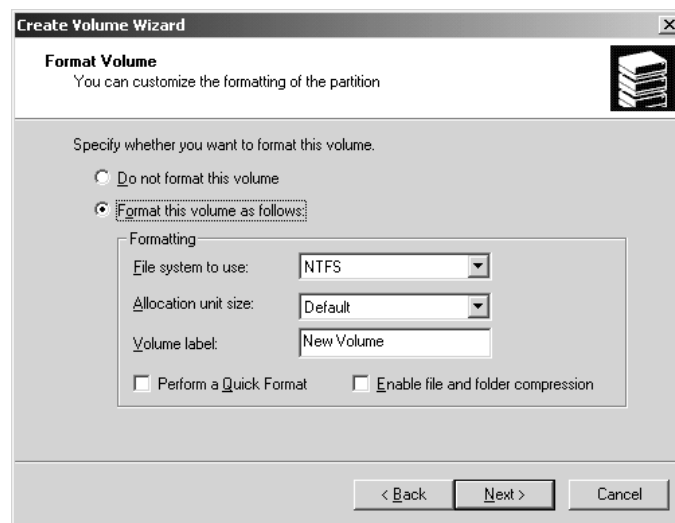 Create Volume Wizard
Format Volume
You can customize the formatting of the partition
Specify whether you want to format this volume.
Do not format this volume
Format this volume as follows:
Formatting
File system to use: NTFS
Allocation unit size: Default
Volume label: New Volume
Perform a Quick Format Enable file and folder compression
< Back Next > Cancel